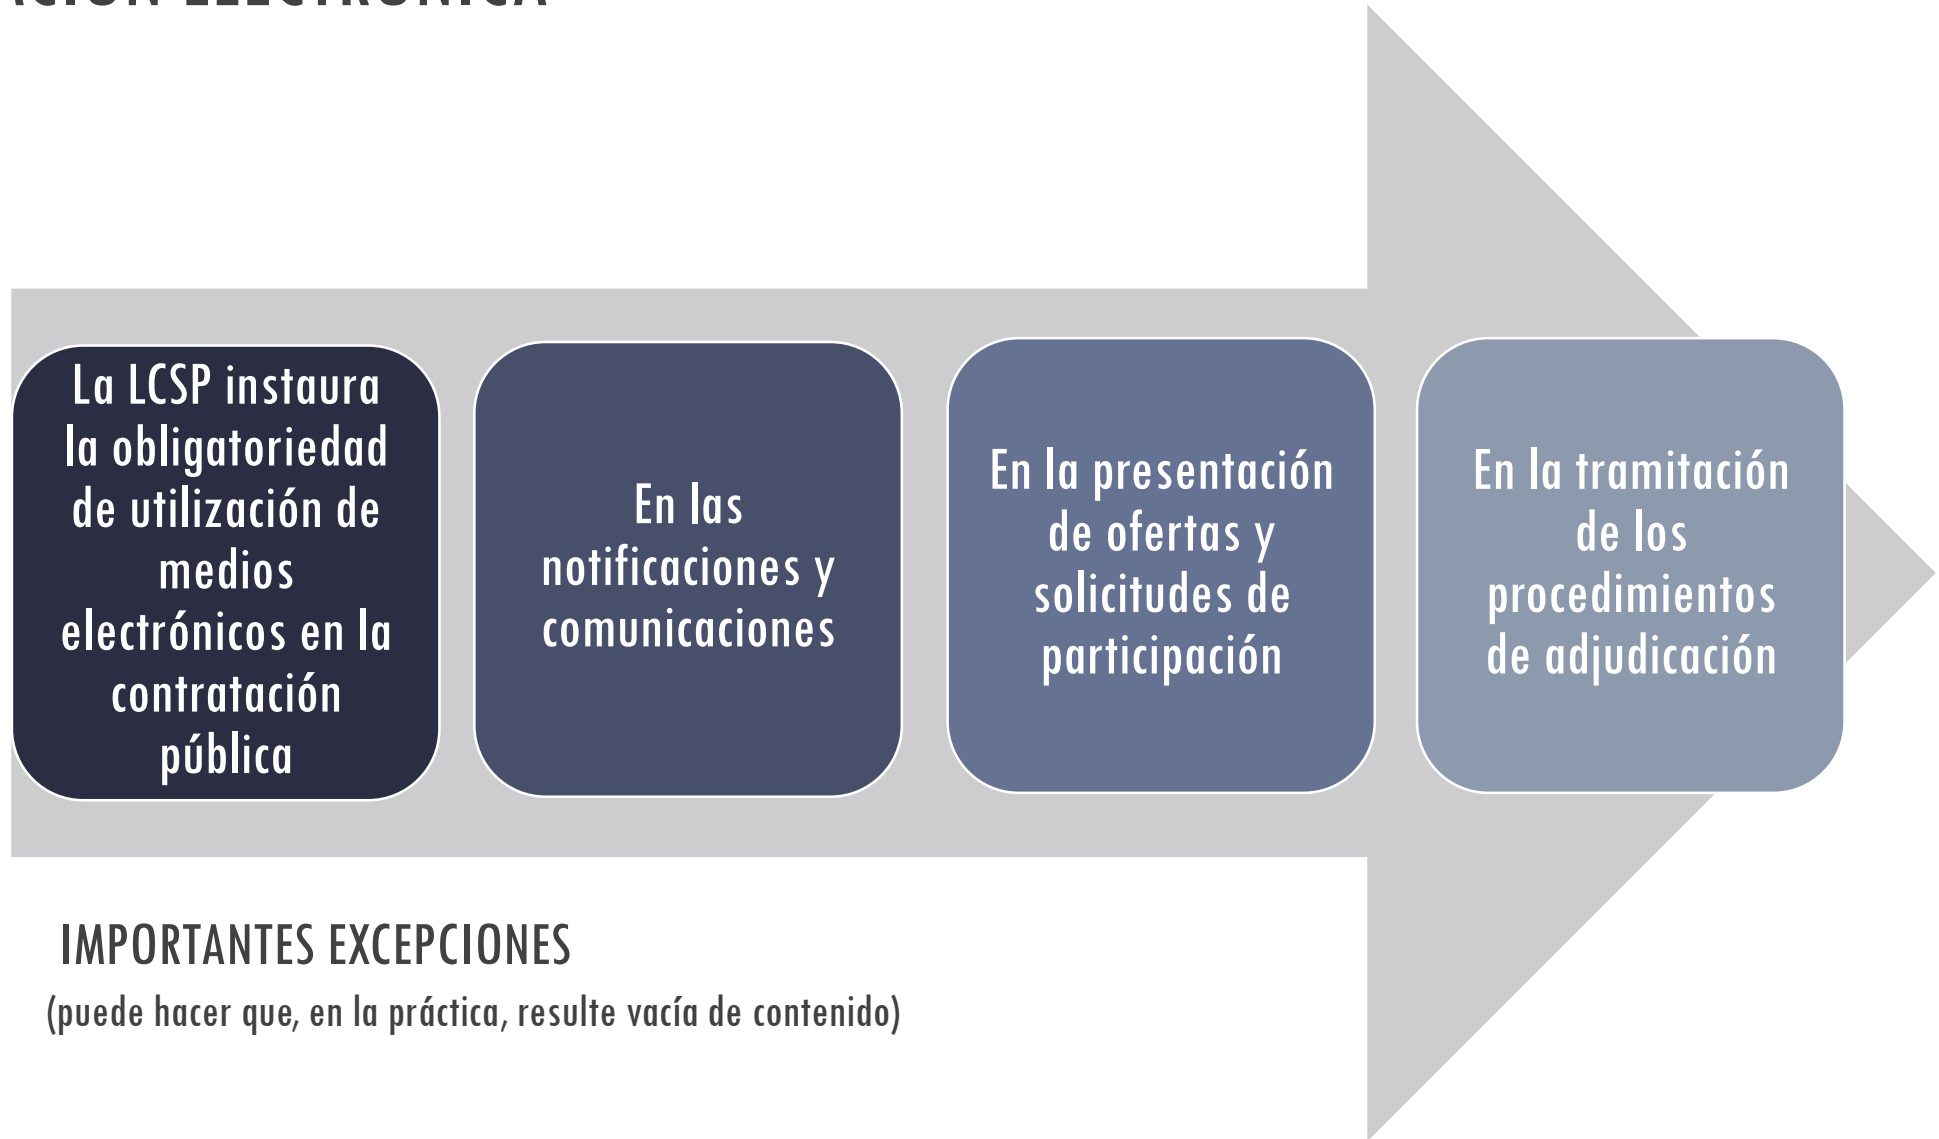 ACIÓN ELECTRÓNICA
La LCSP instaura
la obligatoriedad
de utilización de
medios
electrónicos en la
contratación
pública
En las
notificaciones y
comunicaciones
En la presentación
de ofertas y
solicitudes de
participación
En la tramitación
de los
procedimientos
de adjudicación
IMPORTANTES EXCEPCIONES
(puede hacer que, en la práctica, resulte vacía de contenido)